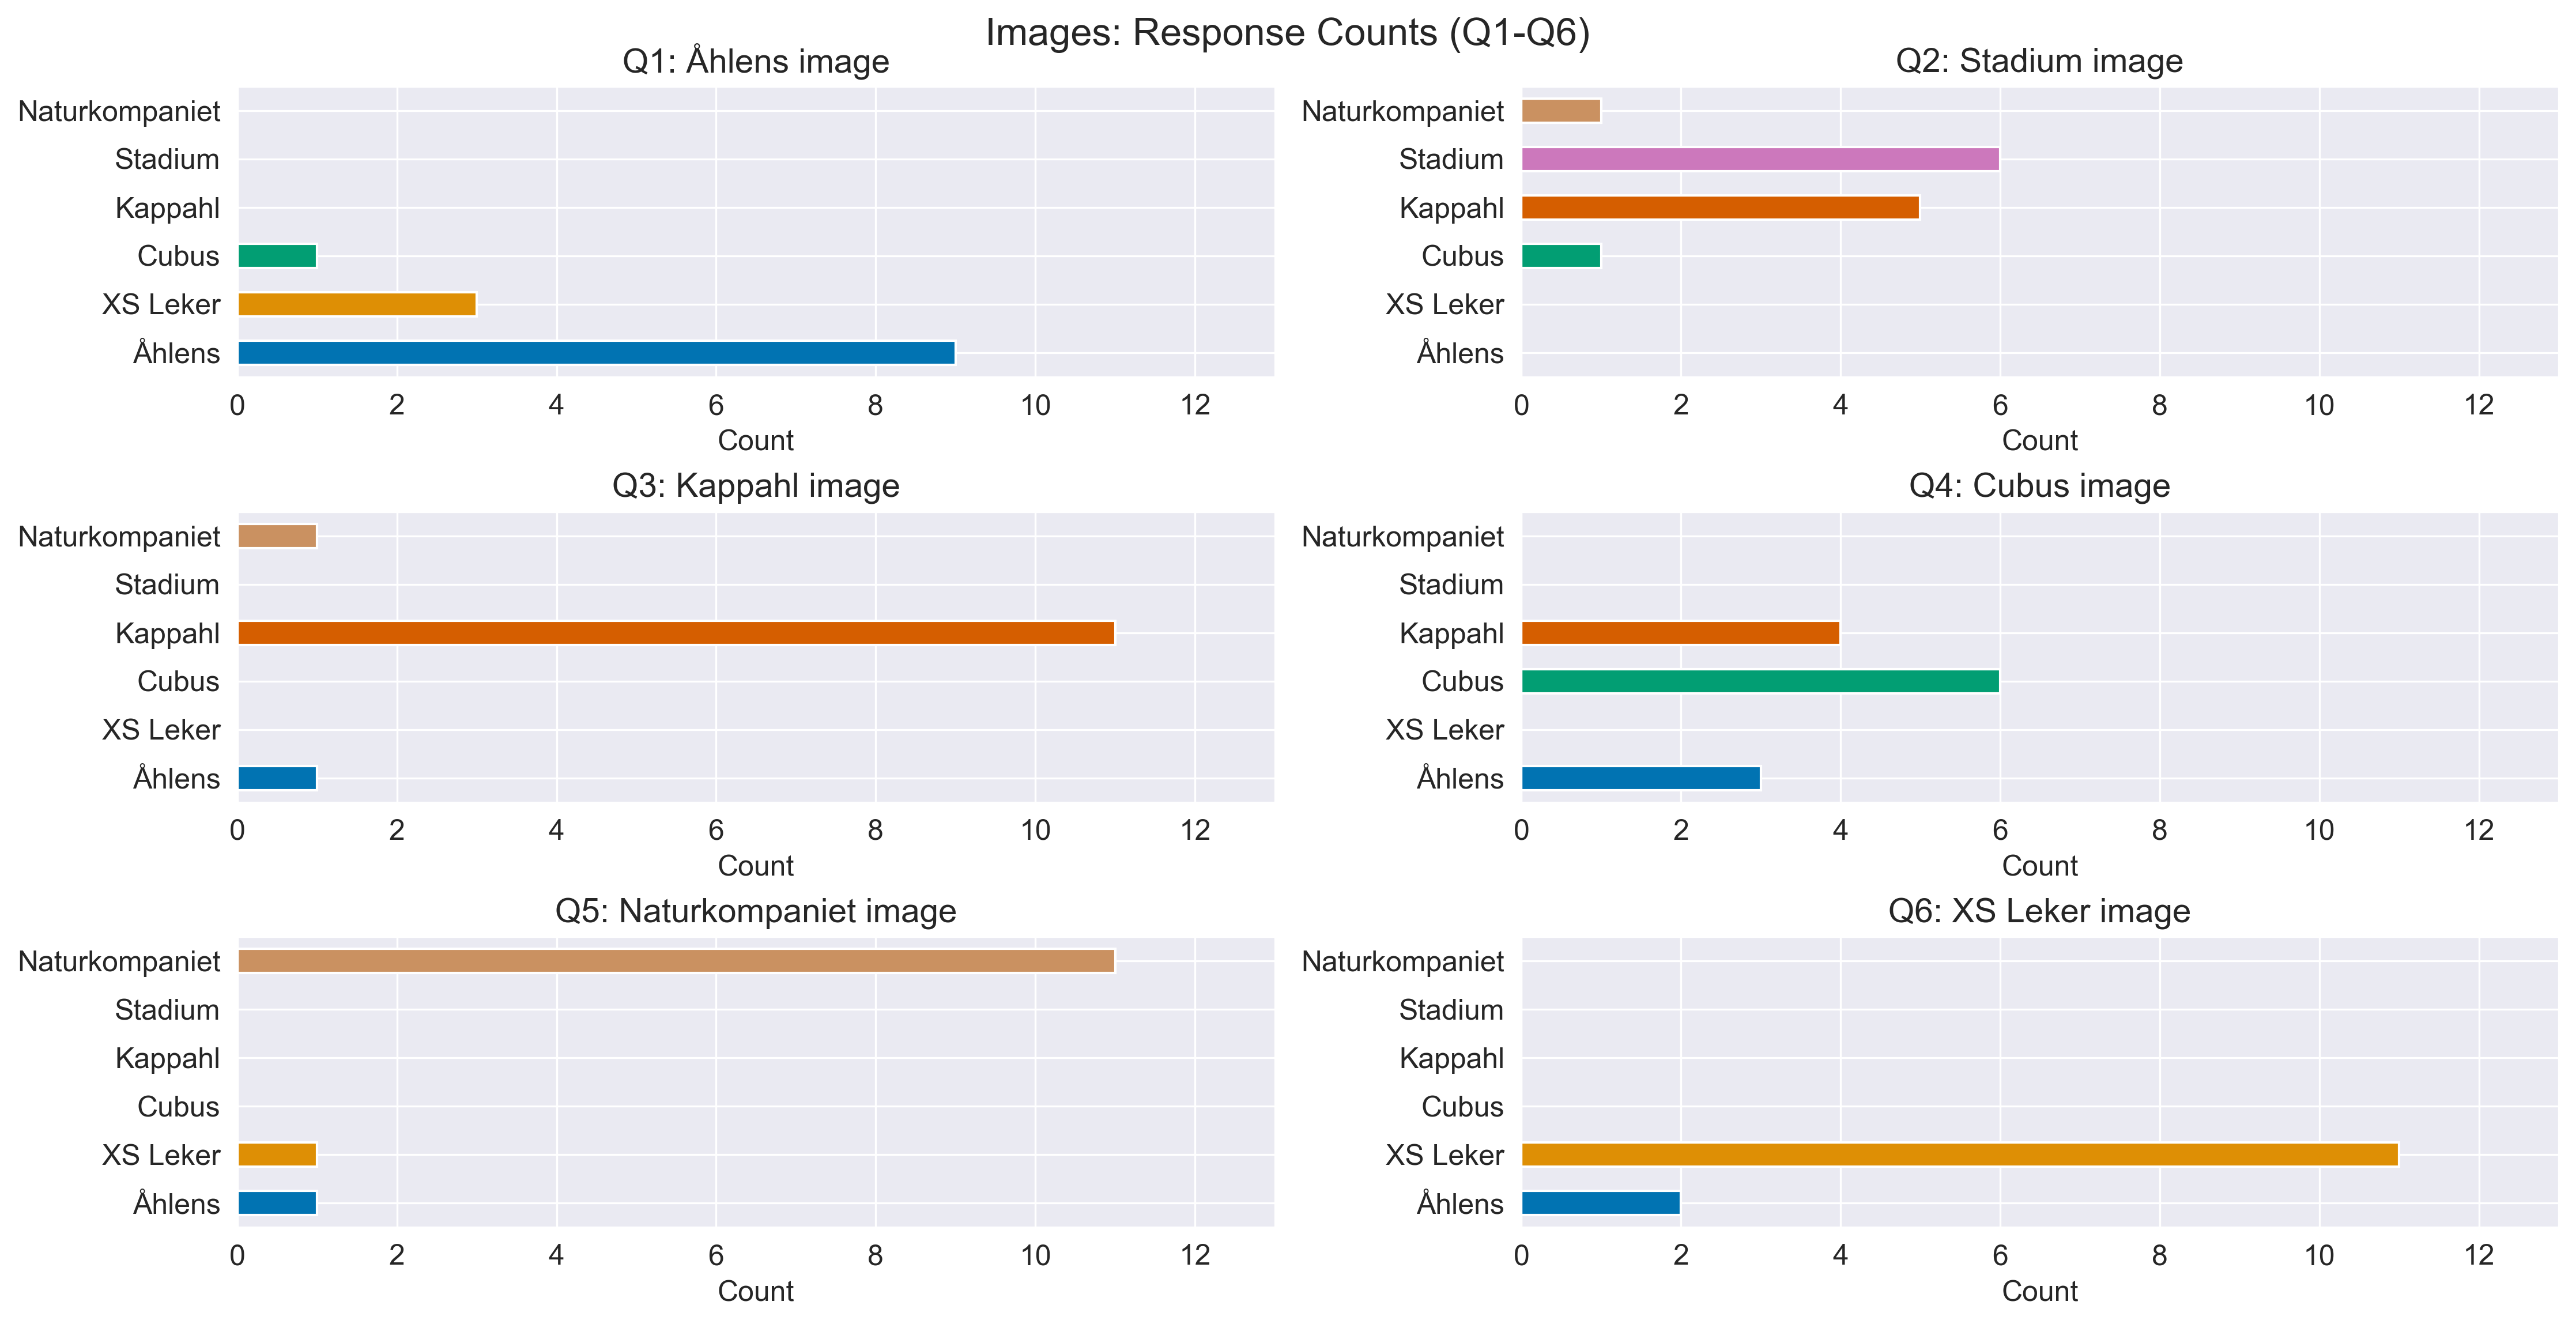 Images: Response Counts (Q1-Q6)
Q1: Åhlens image
Naturkompaniet
Stadium
Kappahl
Cubus
XS Leker
Åhlens
0 2 4 6 8 10 12
Count
Q2: Stadium image
Naturkompaniet
Stadium
Kappahl
Cubus
XS Leker
Åhlens
0 2 4 6 8 10 12
Count
Q3: Kappahl image
Naturkompaniet
Stadium
Kappahl
Cubus
XS Leker
Åhlens
0 2 4 6 8 10 12
Count
Q4: Cubus image
Naturkompaniet
Stadium
Kappahl
Cubus
XS Leker
Åhlens
0 2 4 6 8 10 12
Count
Q5: Naturkompaniet image
Naturkompaniet
Stadium
Kappahl
Cubus
XS Leker
Åhlens
0 2 4 6 8 10 12
Count
Q6: XS Leker image
Naturkompaniet
Stadium
Kappahl
Cubus
XS Leker
Åhlens
0 2 4 6 8 10 12
Count